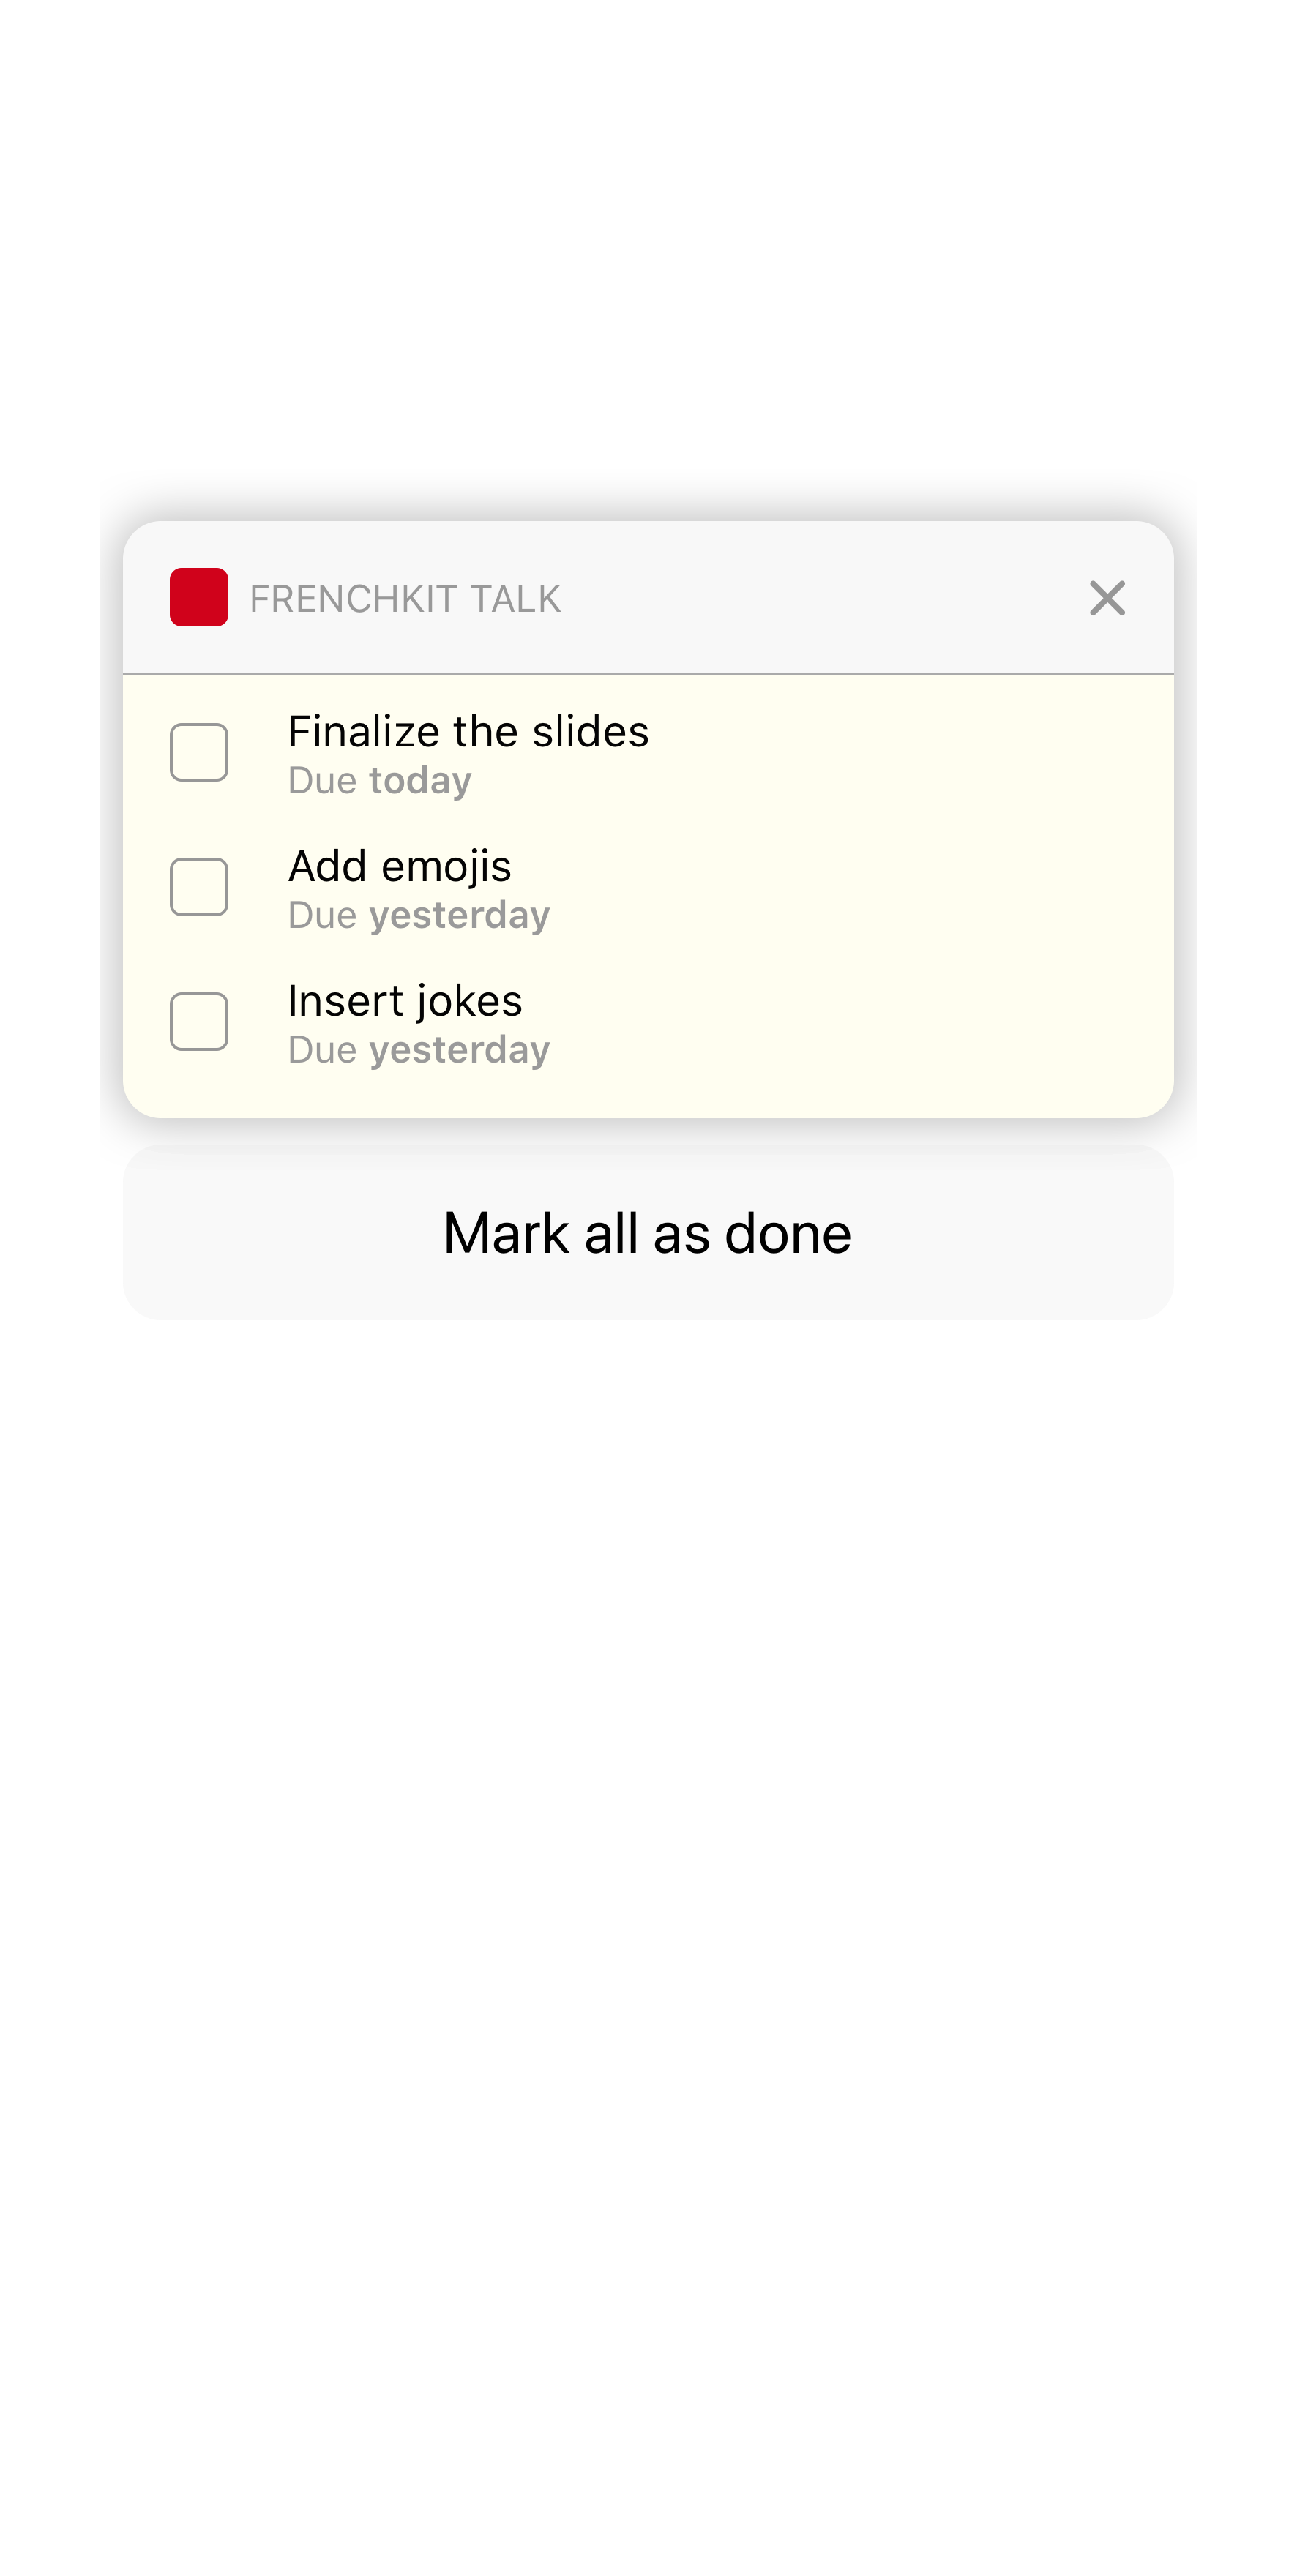 FRENCHKIT TALK
Finalize the slides
Due today
Add emojis
Due yesterday
Insert jokes
Due yesterday
Mark all as done